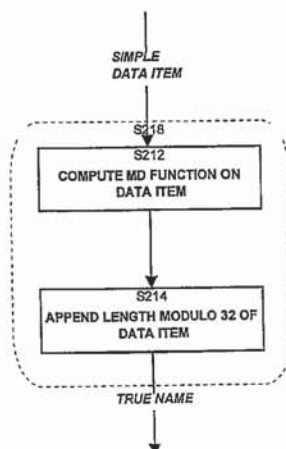 SIMPLE
DATA ITEM
S218
S212
COMPUTE MD FUNCTION ON
DATA ITEM
S214
APPEND LENGTH MODULO 32 OF
DATA ITEM
TRUE NAME